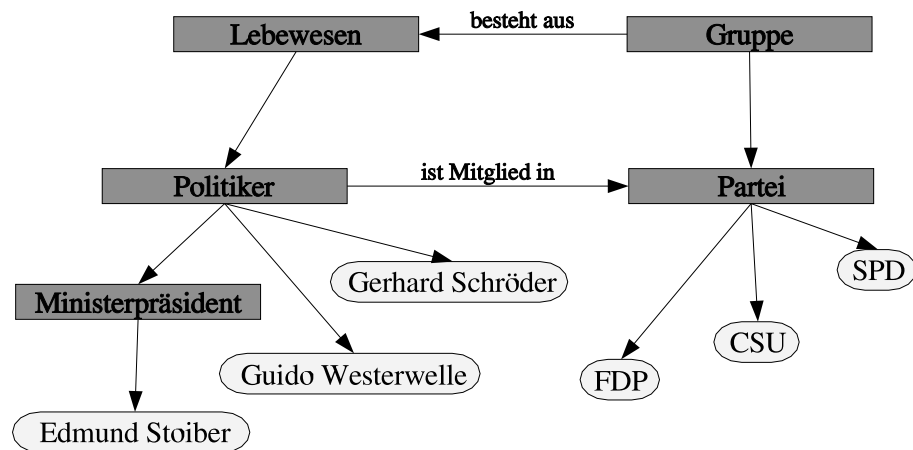 besteht aus
Lebewesen
Gruppe
ist Mitglied in
Politiker
Partei
SPD
Gerhard Schröder
Ministerpräsident
CSU
Guido Westerwelle
FDP
Edmund Stoiber